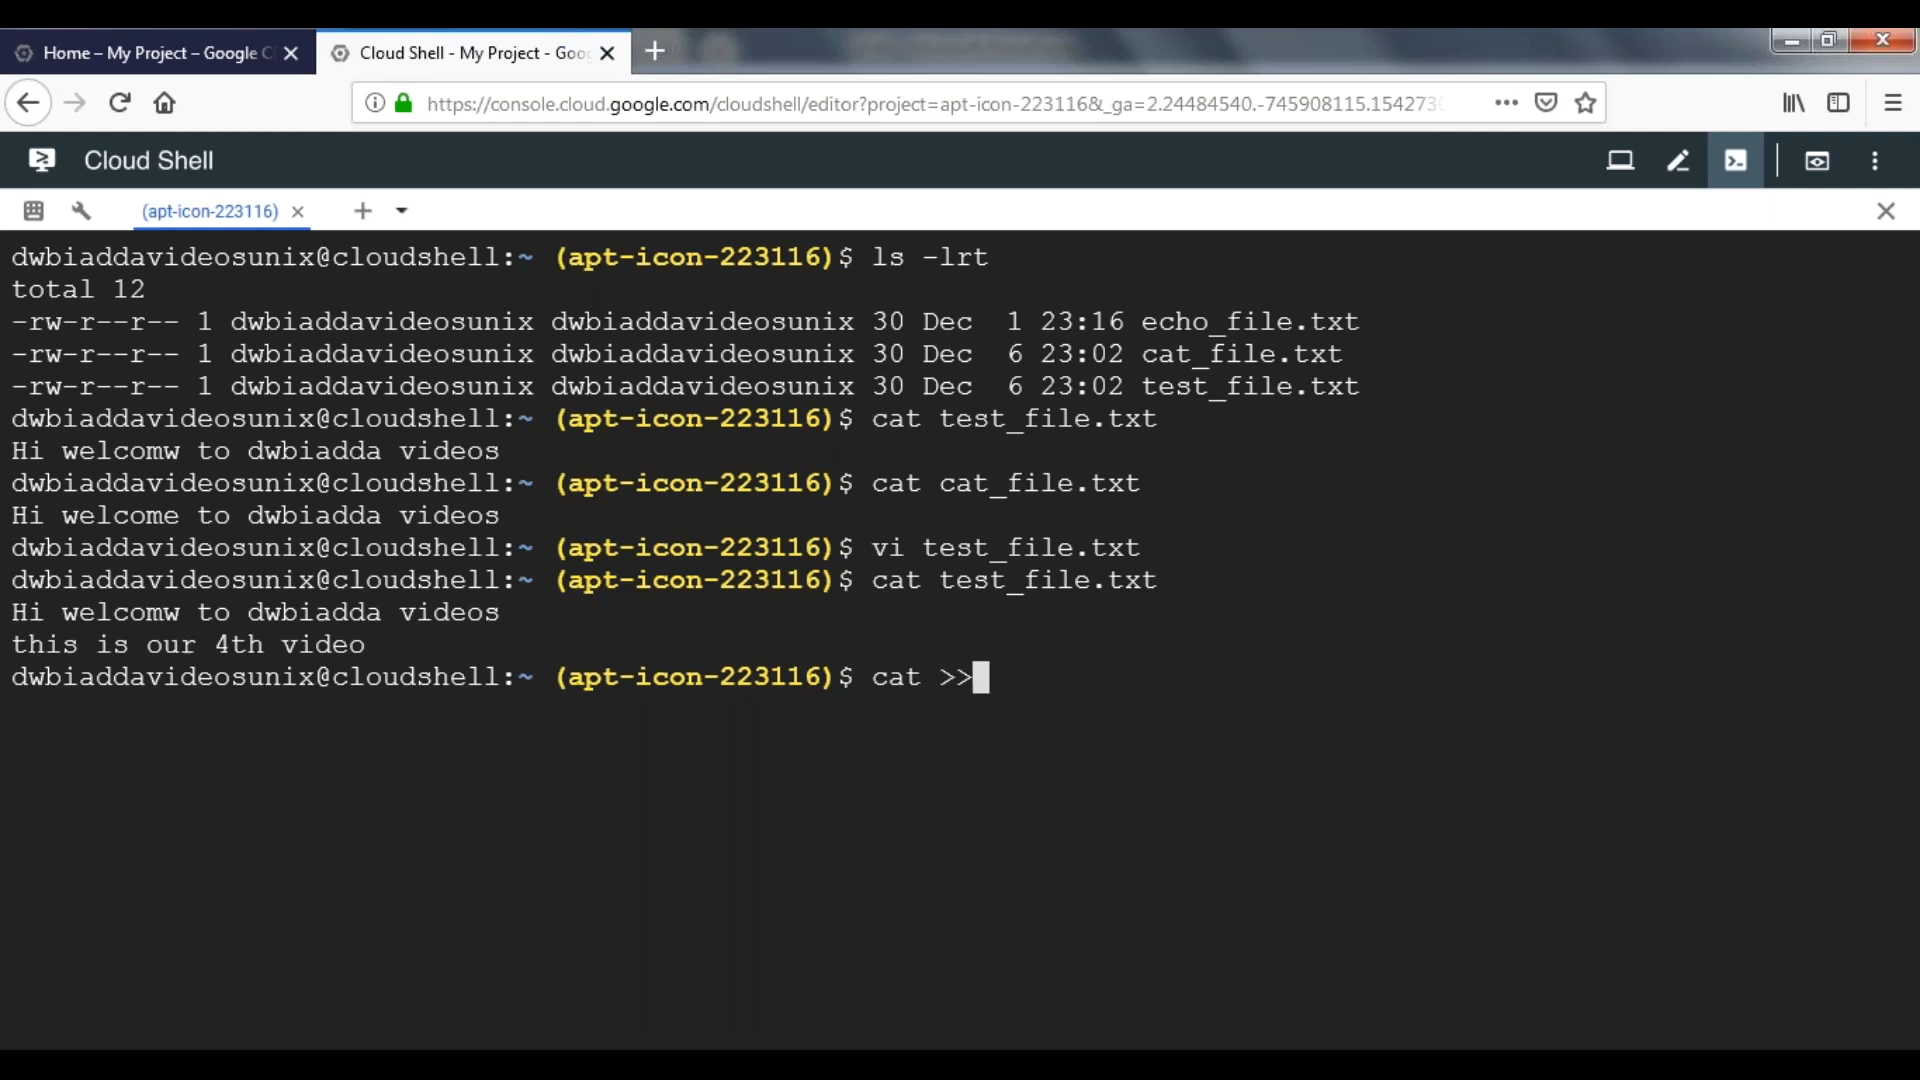 Home – My Project – Google C
Cloud Shell - My Project - Goo
https://console.cloud.google.com/cloudshell/editor?project=apt-icon-223116&_ga=2.24484540.-745908115.154273
Cloud Shell
(apt-icon-223116)
dwbiaddavideosunix@cloudshell:~ (apt-icon-223116)$ ls -lrt
total 12
-rw-r--r-- 1 dwbiaddavideosunix dwbiaddavideosunix 30 Dec  1 23:16 echo_file.txt
-rw-r--r-- 1 dwbiaddavideosunix dwbiaddavideosunix 30 Dec  6 23:02 cat_file.txt
-rw-r--r-- 1 dwbiaddavideosunix dwbiaddavideosunix 30 Dec  6 23:02 test_file.txt
dwbiaddavideosunix@cloudshell:~ (apt-icon-223116)$ cat test_file.txt
Hi welcomw to dwbiadda videos
dwbiaddavideosunix@cloudshell:~ (apt-icon-223116)$ cat cat_file.txt
Hi welcome to dwbiadda videos
dwbiaddavideosunix@cloudshell:~ (apt-icon-223116)$ vi test_file.txt
dwbiaddavideosunix@cloudshell:~ (apt-icon-223116)$ cat test_file.txt
Hi welcomw to dwbiadda videos
this is our 4th video
dwbiaddavideosunix@cloudshell:~ (apt-icon-223116)$ cat >>